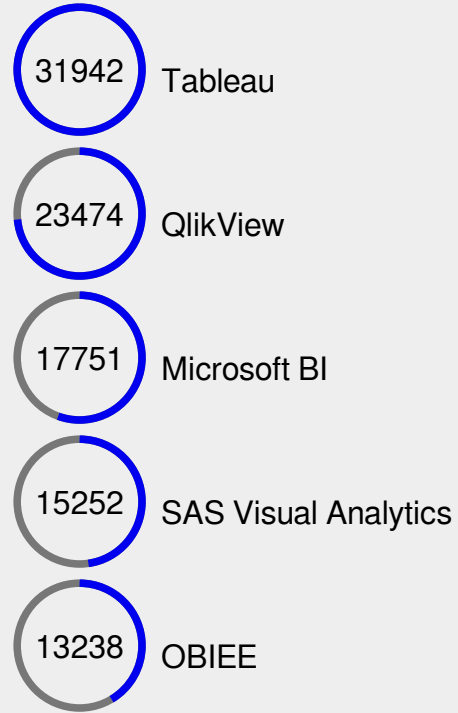 31942 Tableau
23474 QlikView
17751 Microsoft BI
15252 SAS Visual Analytics
13238 OBIEE